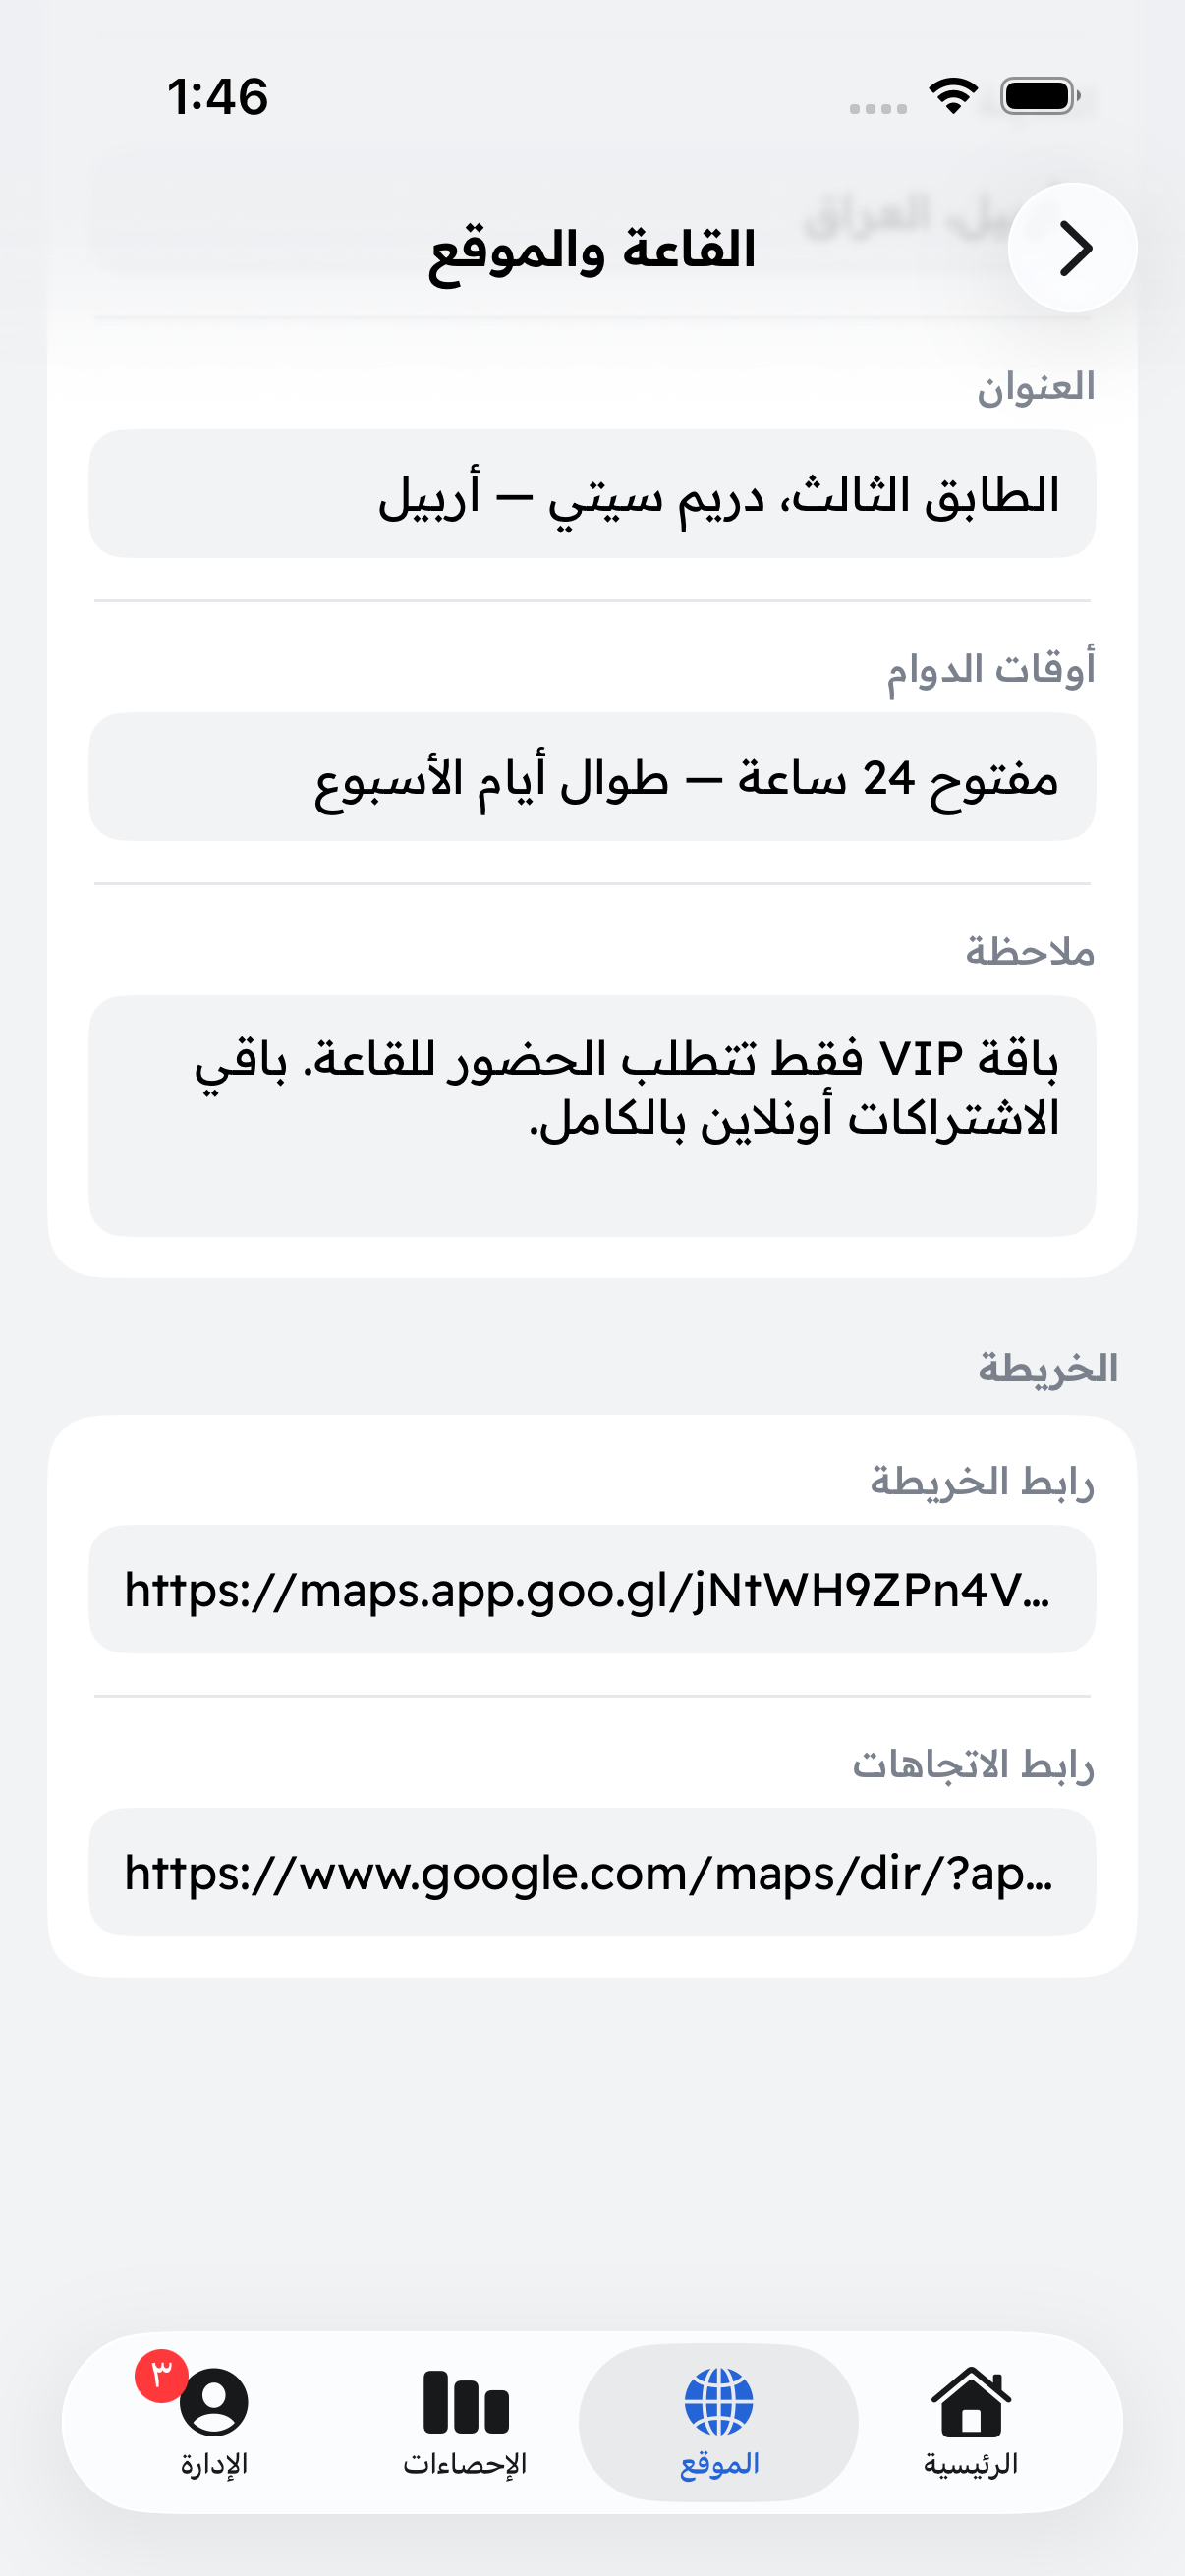 1:46
العراق
القاعة والموقع
العنوان
الطابق الثالث، دريم سيتي — أربيل
أوقات الدوام
مفتوح 24 ساعة — طوال أيام الأسبوع
ملاحظة
باقة VIP فقط تتطلب الحضور للقاعة. باقي
الاشتراكات أونلاين بالكامل.
الخريطة
رابط الخريطة
https://maps.app.goo.gl/jNtWH9ZPn4V...
رابط الاتجاهات
https://www.google.com/maps/dir/?ap...
الرئيسية
الموقع
الإحصاءات
٣
الإدارة